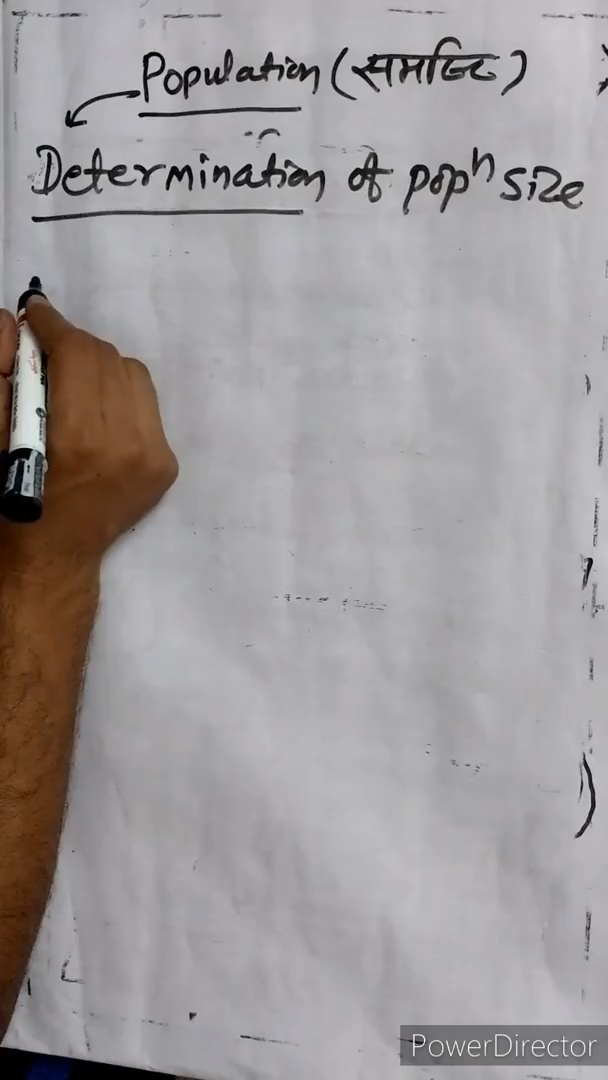 Population (समष्टि)
Determination of popⁿ size
PowerDirector